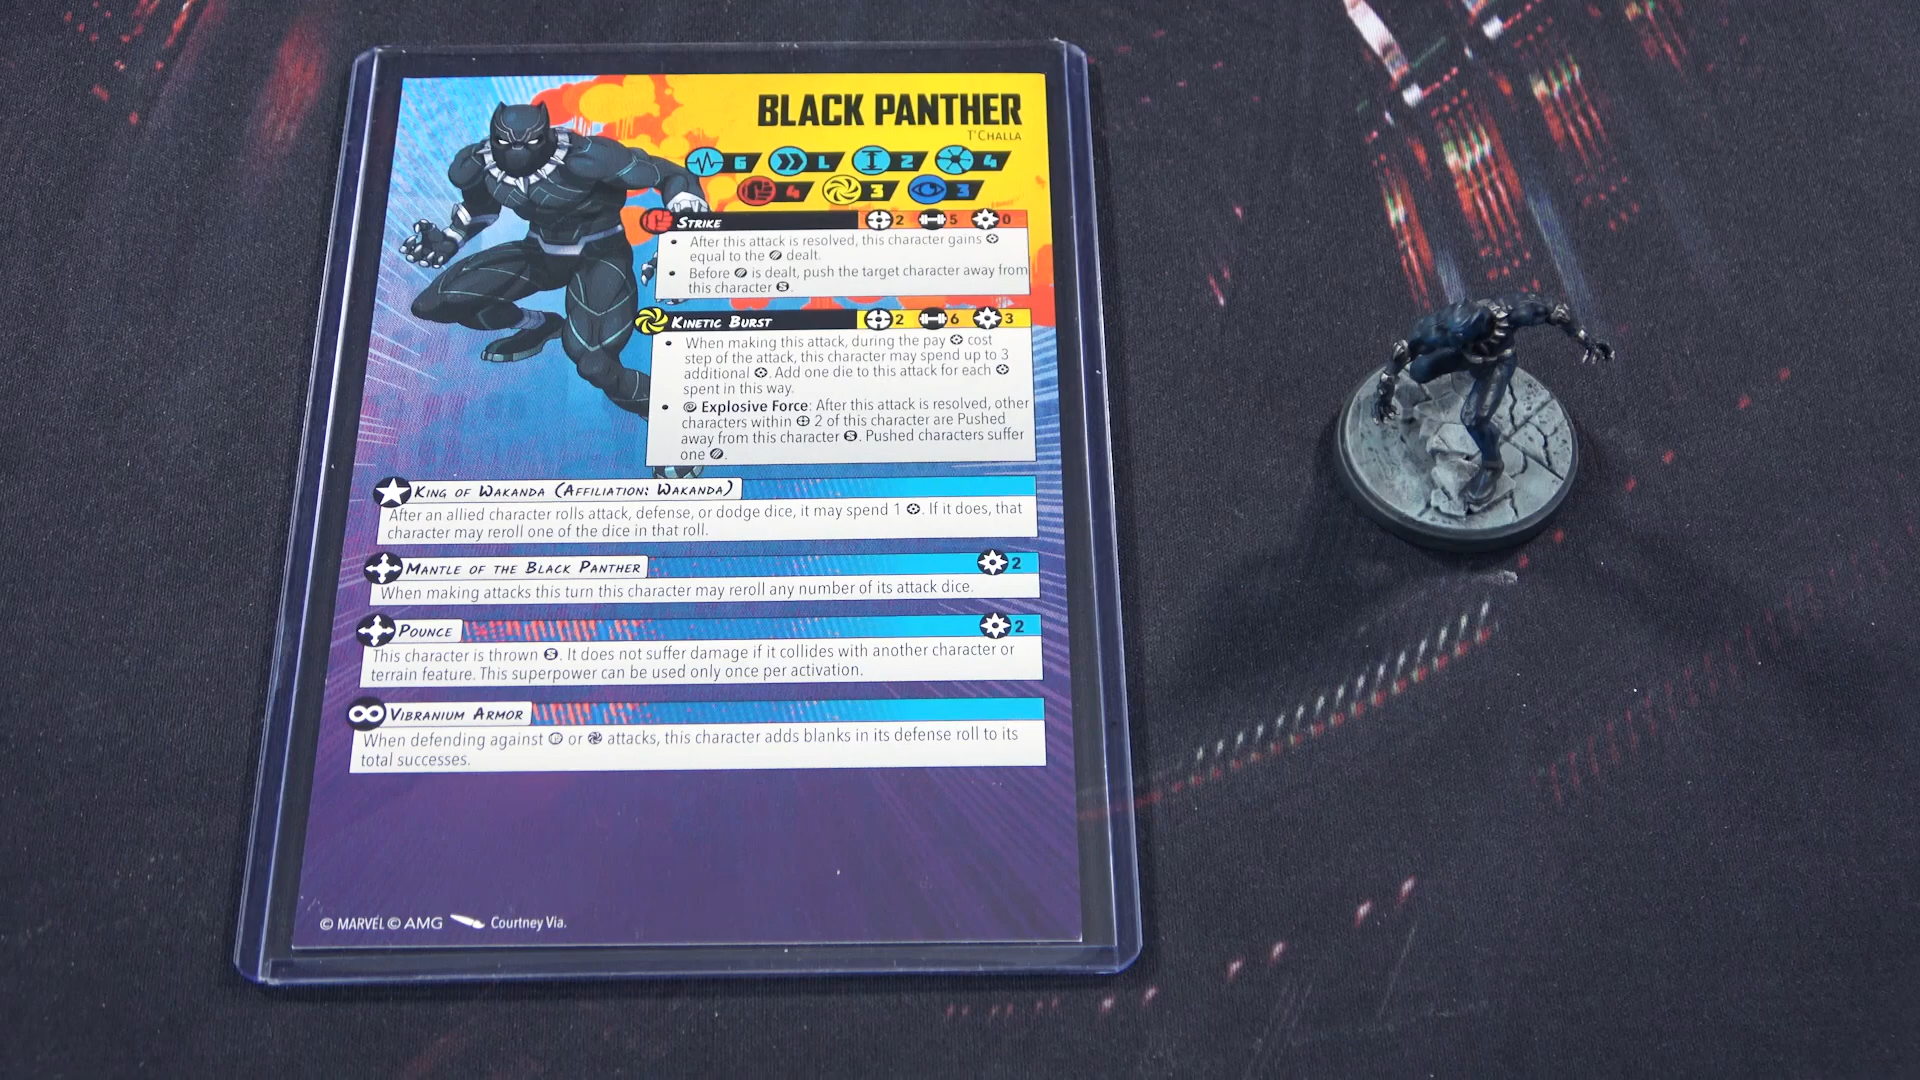 BLACK PANTHER
T'CHALLA
6 L 2 4
4 3 3
STRIKE 2 5 0
• After this attack is resolved, this character gains
equal to the dealt.
• Before is dealt, push the target character away from
this character S.
KINETIC BURST 2 6 3
• When making this attack, during the pay cost
step of the attack, this character may spend up to 3
additional . Add one die to this attack for each
spent in this way.
• Explosive Force: After this attack is resolved, other
characters within 2 of this character are Pushed
away from this character S. Pushed characters suffer
one .
KING OF WAKANDA (AFFILIATION: WAKANDA)
After an allied character rolls attack, defense, or dodge dice, it may spend 1 . If it does, that
character may reroll one of the dice in that roll.
MANTLE OF THE BLACK PANTHER 2
When making attacks this turn this character may reroll any number of its attack dice.
POUNCE 2
This character is thrown S. It does not suffer damage if it collides with another character or
terrain feature. This superpower can be used only once per activation.
VIBRANIUM ARMOR
When defending against or attacks, this character adds blanks in its defense roll to its
total successes.
© MARVEL © AMG Courtney Via.